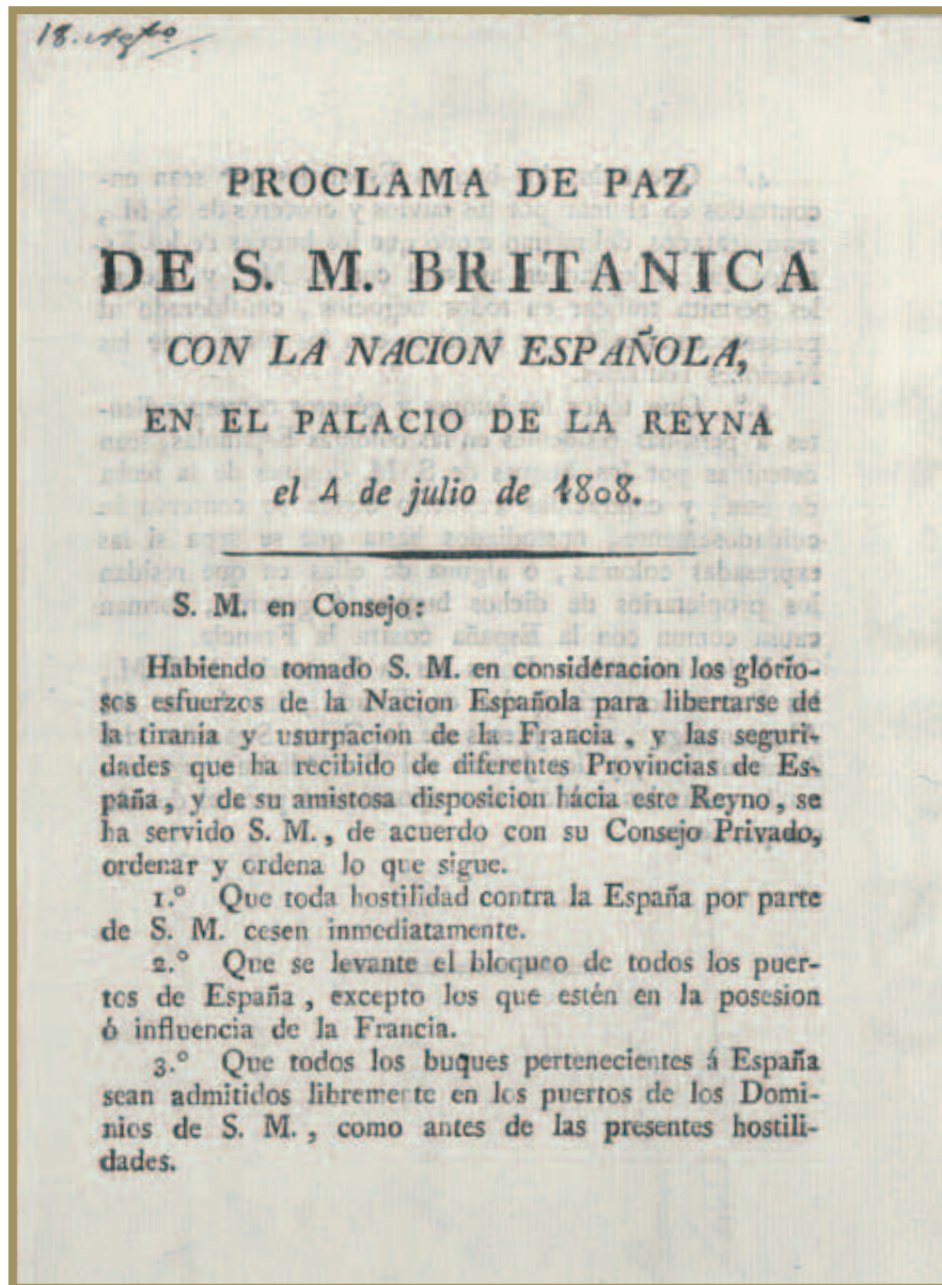 18. Agto
PROCLAMA DE PAZ
DE S. M. BRITANICA
CON LA NACION ESPAÑOLA,
EN EL PALACIO DE LA REYNA
el 4 de julio de 1808.
S. M. en Consejo:
Habiendo tomado S. M. en consideracion los glorio-
sos esfuerzos de la Nacion Española para libertarse de
la tirania y usurpacion de la Francia, y las seguri-
dades que ha recibido de diferentes Provincias de Es-
paña, y de su amistosa disposicion hácia este Reyno, se
ha servido S. M., de acuerdo con su Consejo Privado,
ordenar y ordena lo que sigue.
1.° Que toda hostilidad contra la España por parte
de S. M. cesen inmediatamente.
2.° Que se levante el bloqueo de todos los puer-
tos de España, excepto los que estén en la posesion
ó influencia de la Francia.
3.° Que todos los buques pertenecientes á España
sean admitidos libremente en los puertos de los Domi-
nios de S. M., como antes de las presentes hostili-
dades.